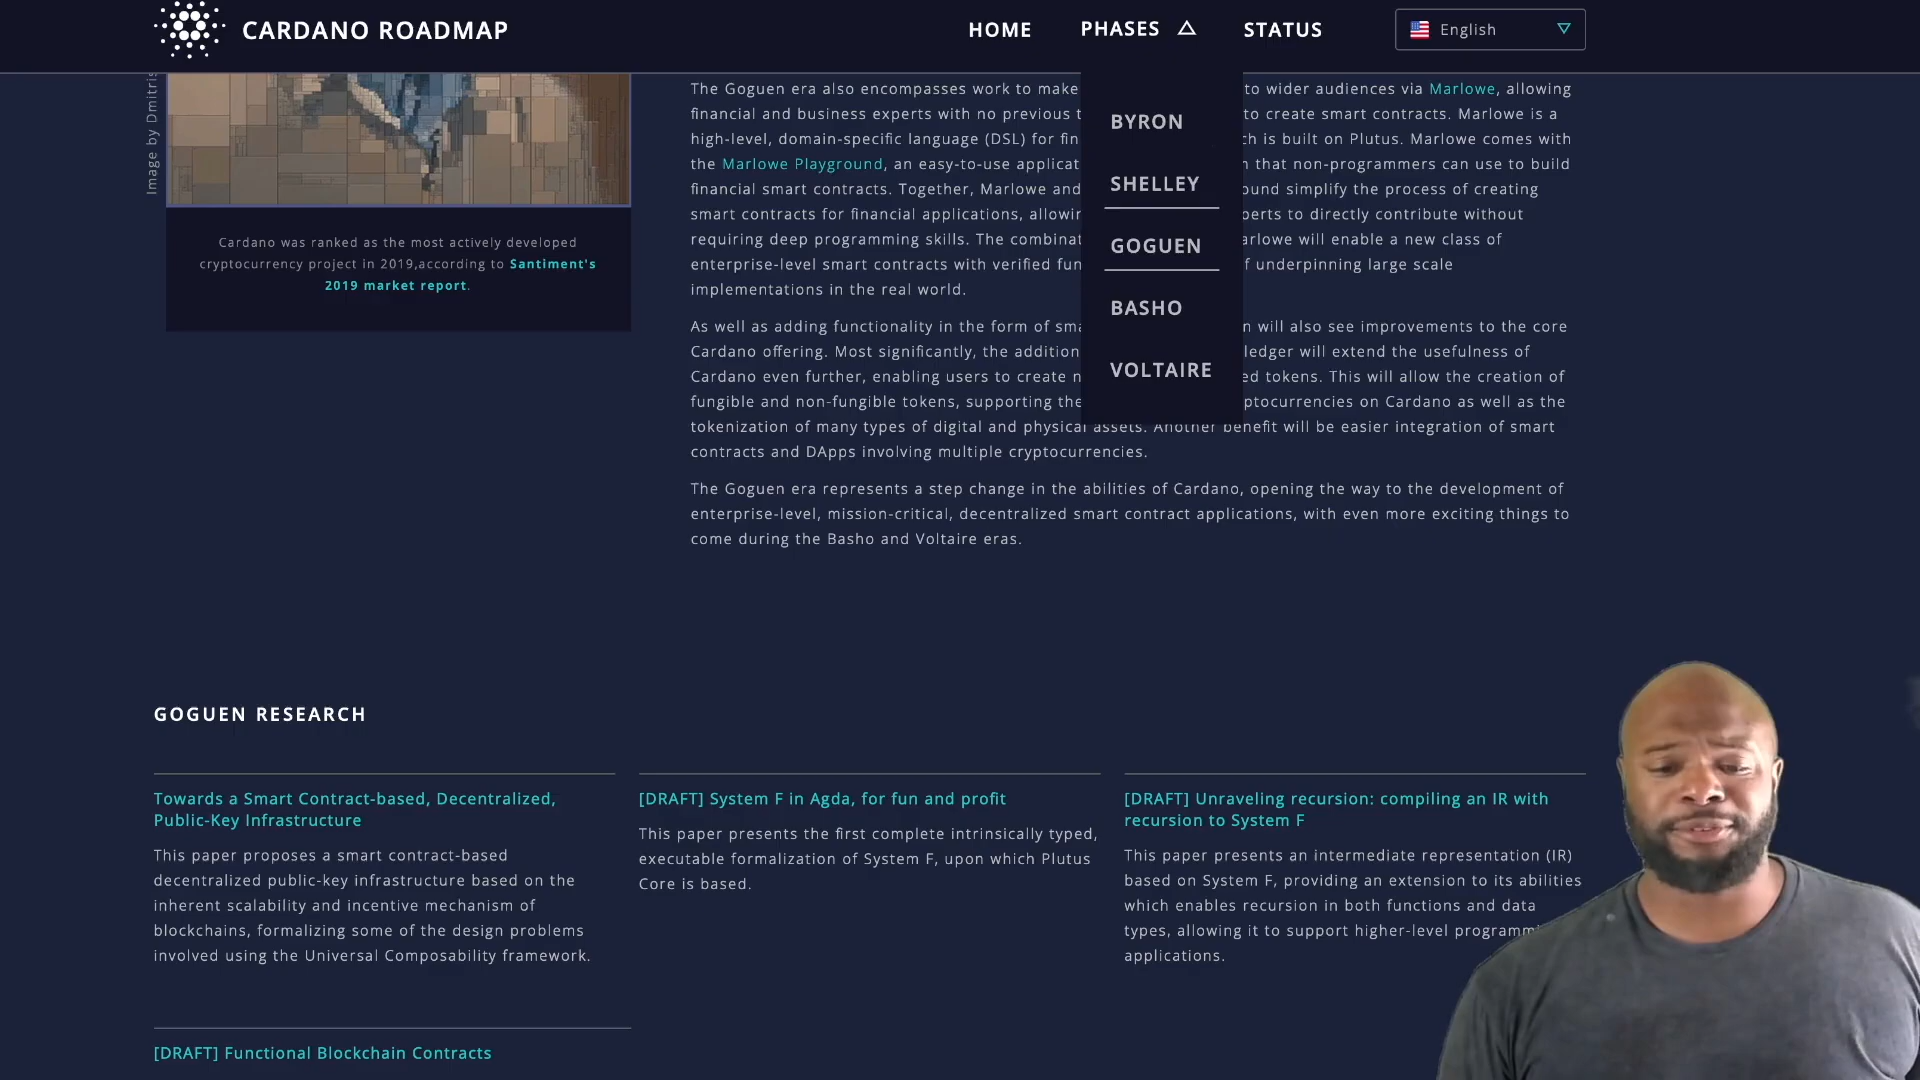 CARDANO ROADMAP
HOME
PHASES
STATUS
English
BYRON
SHELLEY
GOGUEN
BASHO
VOLTAIRE
Image by Dmitris
Cardano was ranked as the most actively developed
cryptocurrency project in 2019,according to Santiment's
2019 market report.
The Goguen era also encompasses work to make to wider audiences via Marlowe, allowing
financial and business experts with no previous to create smart contracts. Marlowe is a
high-level, domain-specific language (DSL) for is built on Plutus. Marlowe comes with
the Marlowe Playground, an easy-to-use that non-programmers can use to build
financial smart contracts. Together, Marlowe and simplify the process of creating
smart contracts for financial applications, to directly contribute without
requiring deep programming skills. The will enable a new class of
enterprise-level smart contracts with verified underpinning large scale
implementations in the real world.
As well as adding functionality in the form of will also see improvements to the core
Cardano offering. Most significantly, the addition ledger will extend the usefulness of
Cardano even further, enabling users to create tokens. This will allow the creation of
fungible and non-fungible tokens, supporting the on Cardano as well as the
tokenization of many types of digital and physical assets. Another benefit will be easier integration of smart
contracts and DApps involving multiple cryptocurrencies.
The Goguen era represents a step change in the abilities of Cardano, opening the way to the development of
enterprise-level, mission-critical, decentralized smart contract applications, with even more exciting things to
come during the Basho and Voltaire eras.
GOGUEN RESEARCH
Towards a Smart Contract-based, Decentralized,
Public-Key Infrastructure
This paper proposes a smart contract-based
decentralized public-key infrastructure based on the
inherent scalability and incentive mechanism of
blockchains, formalizing some of the design problems
involved using the Universal Composability framework.
[DRAFT] System F in Agda, for fun and profit
This paper presents the first complete intrinsically typed,
executable formalization of System F, upon which Plutus
Core is based.
[DRAFT] Unraveling recursion: compiling an IR with
recursion to System F
This paper presents an intermediate representation (IR)
based on System F, providing an extension to its abilities
which enables recursion in both functions and data
types, allowing it to support higher-level
applications.
[DRAFT] Functional Blockchain Contracts